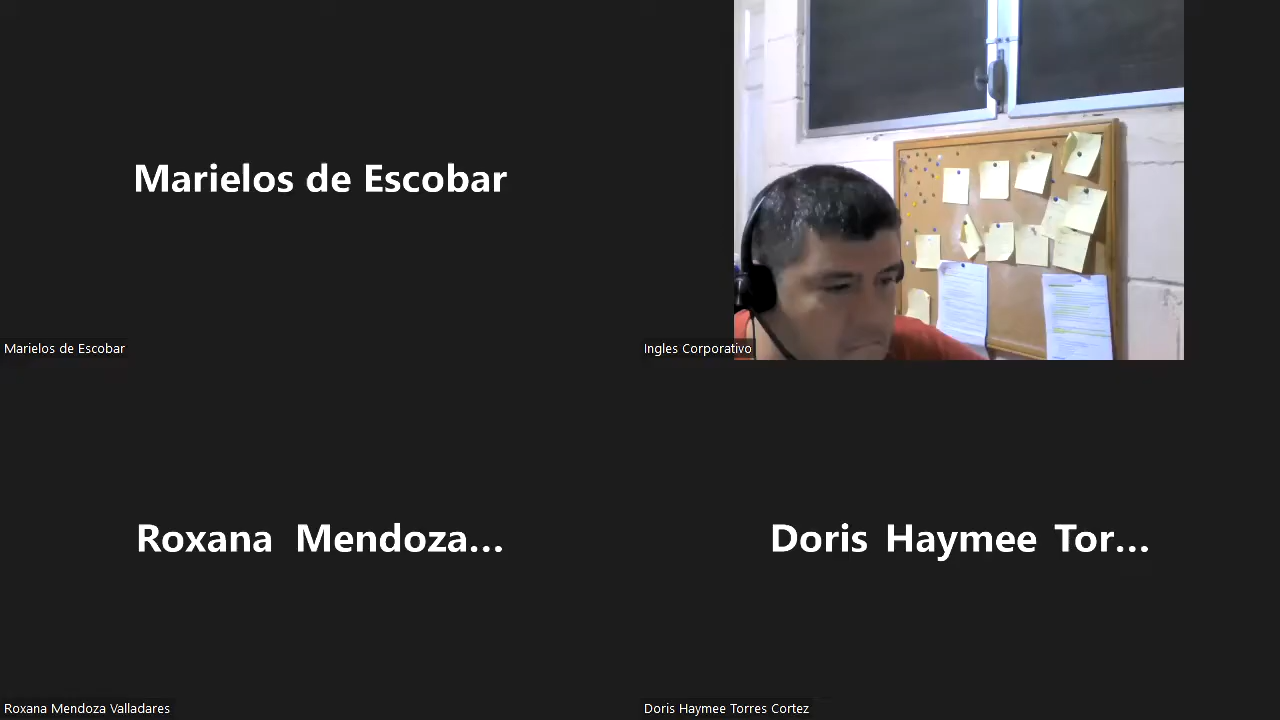 Marielos de Escobar
Marielos de Escobar
Ingles Corporativo
Roxana Mendoza...
Doris Haymee Tor...
Roxana Mendoza Valladares
Doris Haymee Torres Cortez